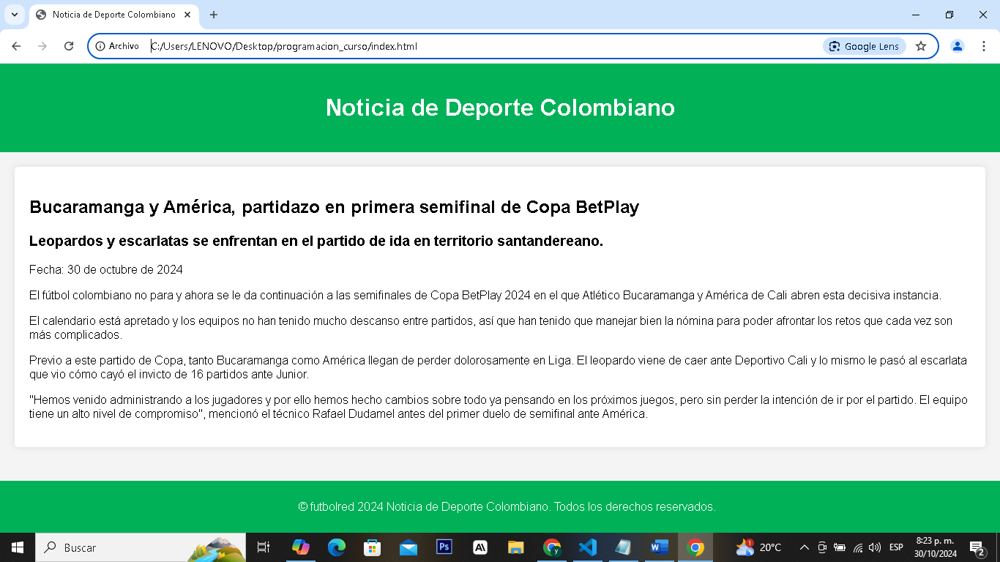 Noticia de Deporte Colombiano
Archivo C:/Users/LENOVO/Desktop/programacion_curso/index.html Google Lens
Noticia de Deporte Colombiano
Bucaramanga y América, partidazo en primera semifinal de Copa BetPlay
Leopardos y escarlatas se enfrentan en el partido de ida en territorio santandereano.
Fecha: 30 de octubre de 2024
El fútbol colombiano no para y ahora se le da continuación a las semifinales de Copa BetPlay 2024 en el que Atlético Bucaramanga y América de Cali abren esta decisiva instancia.
El calendario está apretado y los equipos no han tenido mucho descanso entre partidos, así que han tenido que manejar bien la nómina para poder afrontar los retos que cada vez son
más complicados.
Previo a este partido de Copa, tanto Bucaramanga como América llegan de perder dolorosamente en Liga. El leopardo viene de caer ante Deportivo Cali y lo mismo le pasó al escarlata
que vio cómo cayó el invicto de 16 partidos ante Junior.
"Hemos venido administrando a los jugadores y por ello hemos hecho cambios sobre todo ya pensando en los próximos juegos, pero sin perder la intención de ir por el partido. El equipo
tiene un alto nivel de compromiso", mencionó el técnico Rafael Dudamel antes del primer duelo de semifinal ante América.
© futbolred 2024 Noticia de Deporte Colombiano. Todos los derechos reservados.
Buscar Ps AI y W 1 20°C ESP 8:23 p. m. 2
30/10/2024